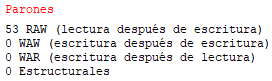 Parones
53 RAW (lectura después de escritura)
0 WAW (escritura después de escritura)
0 WAR (escritura después de lectura)
0 Estructurales